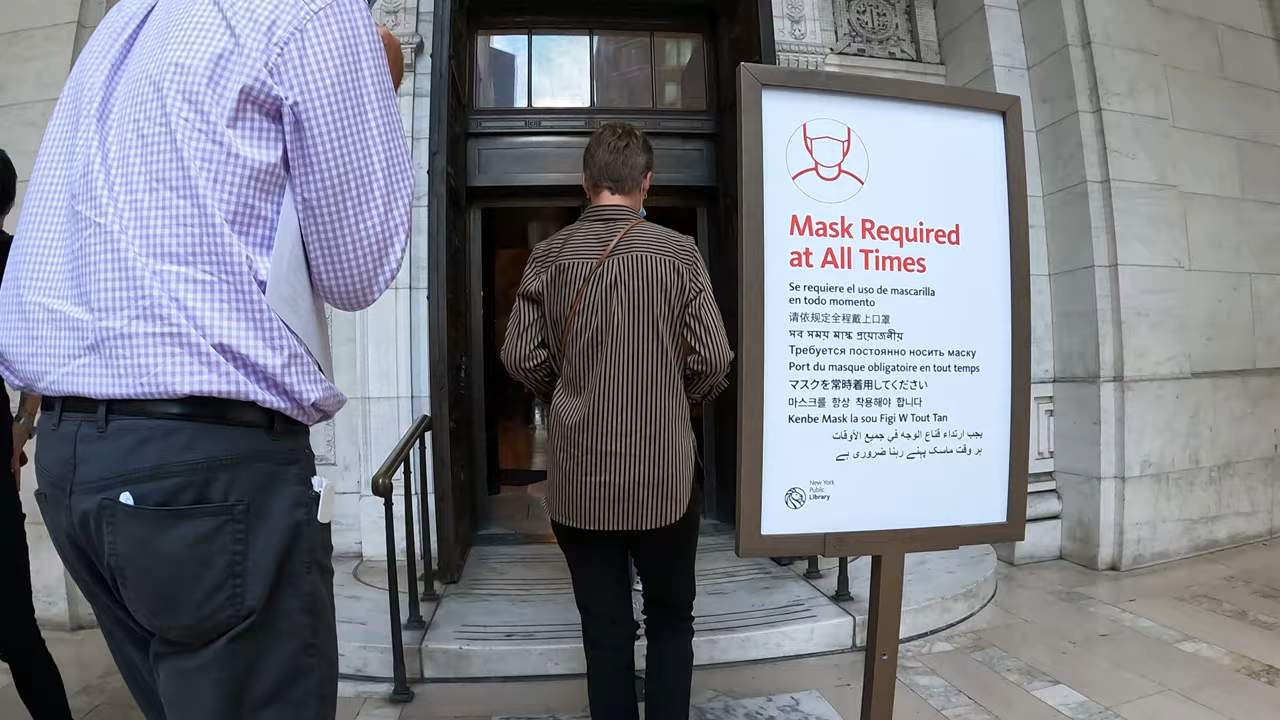 Mask Required
at All Times
Se requiere el uso de mascarilla
en todo momento
请依规定全程戴上口罩
সব সময় মাস্ক প্রয়োজনীয়
Требуется постоянно носить маску
Port du masque obligatoire en tout temps
マスクを常時着用してください
마스크를 항상 착용해야 합니다
Kenbe Mask la sou Figi W Tout Tan
يجب ارتداء قناع الوجه في جميع الأوقات
ہر وقت ماسک پہنے رہنا ضروری ہے
New York
Public
Library